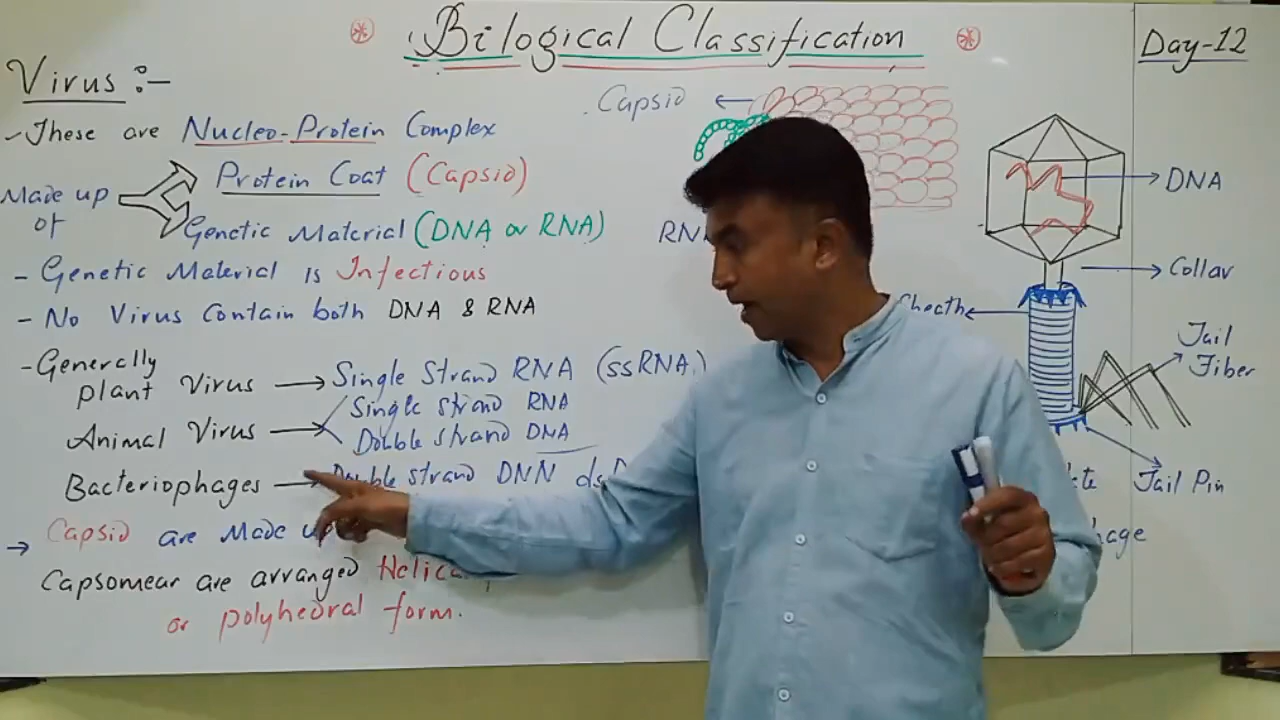 Bilogical Classification
Day-12
Virus :-
- These are Nucleo-Protein Complex
Made up of
Protein Coat (Capsid)
Genetic Material (DNA or RNA)
- Genetic Material is Infectious
- No Virus Contain both DNA & RNA
- Generally
plant Virus → Single Strand RNA (ssRNA)
Animal Virus → Single strand RNA
Double strand DNA
Bacteriophages → Double strand DNN
→ Capsid are Made
Capsomear are arranged
or polyhedral form.
Capsid
DNA
Collar
Sheath
Tail
Fiber
Tail Pin